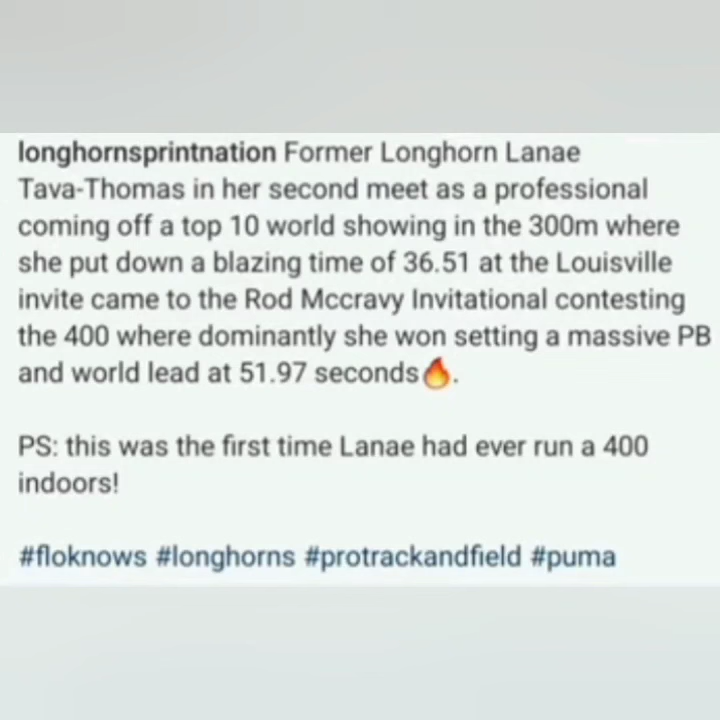 longhornsprintnation Former Longhorn Lanae
Tava-Thomas in her second meet as a professional
coming off a top 10 world showing in the 300m where
she put down a blazing time of 36.51 at the Louisville
invite came to the Rod Mccravy Invitational contesting
the 400 where dominantly she won setting a massive PB
and world lead at 51.97 seconds🔥.
PS: this was the first time Lanae had ever run a 400
indoors!
#floknows #longhorns #protrackandfield #puma